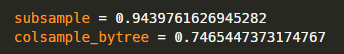 subsample = 0.9439761626945282
colsample_bytree = 0.7465447373174767